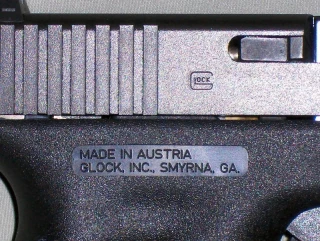 GLOCK
MADE IN AUSTRIA
GLOCK, INC., SMYRNA, GA.